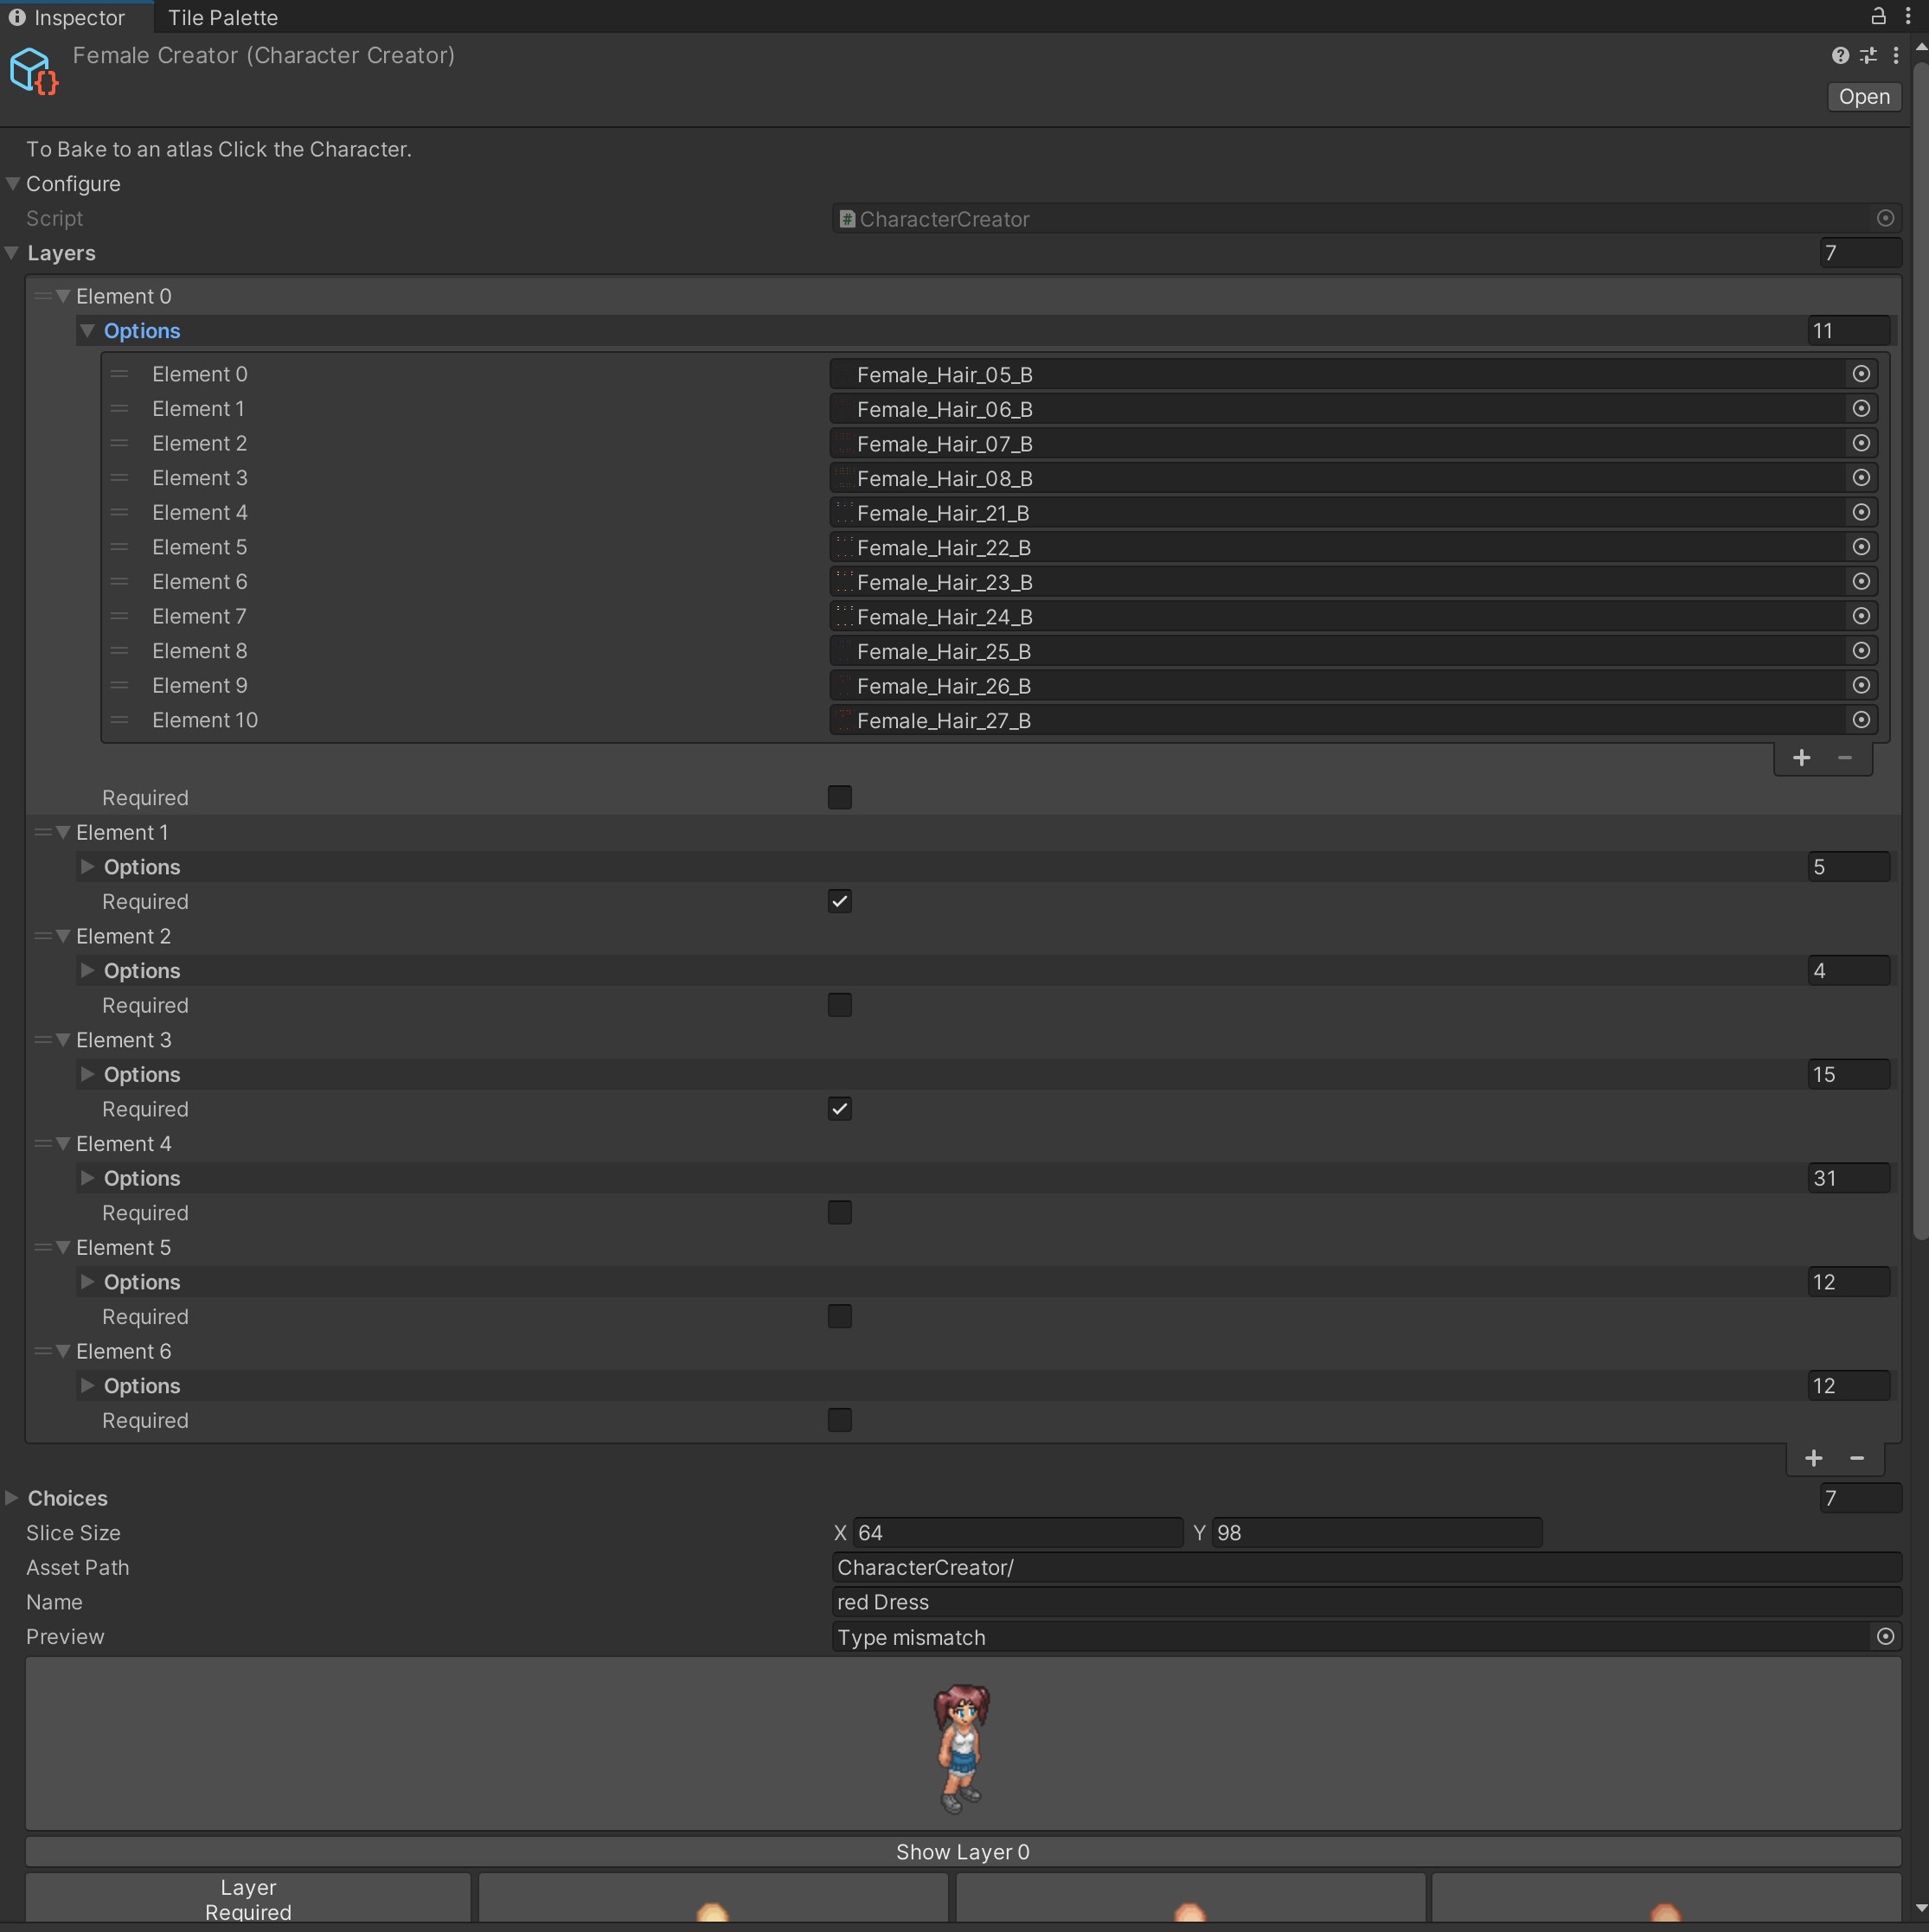 Inspector
Tile Palette
Female Creator (Character Creator)
Open
To Bake to an atlas Click the Character.
Configure
Script
CharacterCreator
Layers
7
Element 0
Options
11
Element 0
Female_Hair_05_B
Element 1
Female_Hair_06_B
Element 2
Female_Hair_07_B
Element 3
Female_Hair_08_B
Element 4
Female_Hair_21_B
Element 5
Female_Hair_22_B
Element 6
Female_Hair_23_B
Element 7
Female_Hair_24_B
Element 8
Female_Hair_25_B
Element 9
Female_Hair_26_B
Element 10
Female_Hair_27_B
Required
Element 1
Options
5
Required
Element 2
Options
4
Required
Element 3
Options
15
Required
Element 4
Options
31
Required
Element 5
Options
12
Required
Element 6
Options
12
Required
Choices
7
Slice Size
X 64
Y 98
Asset Path
CharacterCreator/
Name
red Dress
Preview
Type mismatch
Show Layer 0
Layer
Required